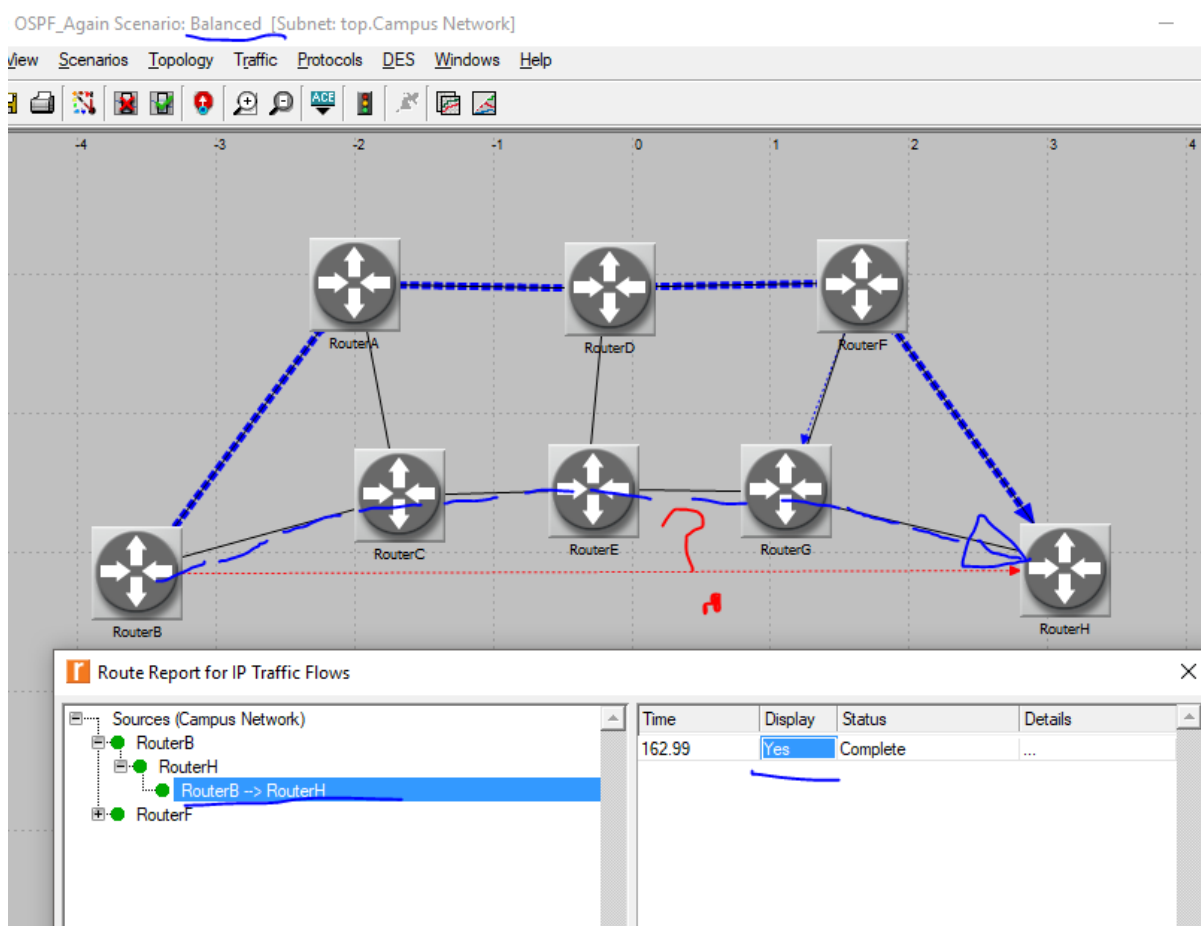 OSPF_Again Scenario: Balanced [Subnet: top.Campus Network]
View Scenarios Topology Traffic Protocols DES Windows Help
ACE
-4 -3 -2 -1 0 1 2 3 4
RouterA RouterD RouterF
RouterC RouterE RouterG
?
RouterB RouterH
Route Report for IP Traffic Flows
Sources (Campus Network) Time Display Status Details
RouterB 162.99 Yes Complete ...
RouterH
RouterB --> RouterH
RouterF